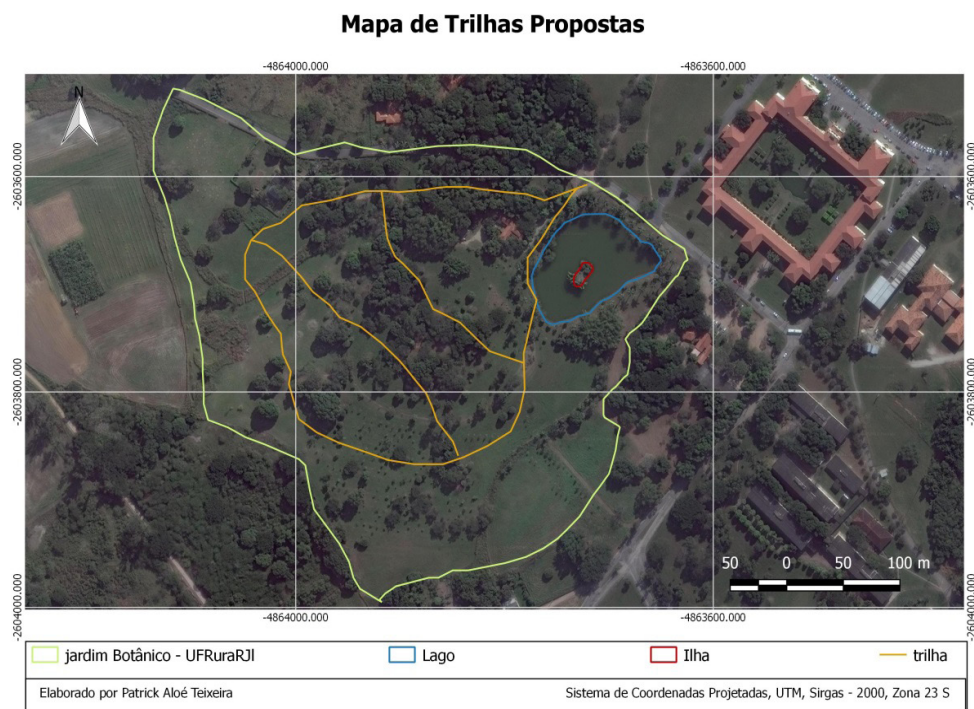 Mapa de Trilhas Propostas
-4864000.000
-4863600.000
N
-2603600.000
-2603600.000
-2603800.000
-2603800.000
-2604000.000
-2604000.000
50 0 50 100 m
-4864000.000
-4863600.000
jardim Botânico - UFRuraRJl
Lago
Ilha
trilha
Elaborado por Patrick Aloé Teixeira
Sistema de Coordenadas Projetadas, UTM, Sirgas - 2000, Zona 23 S